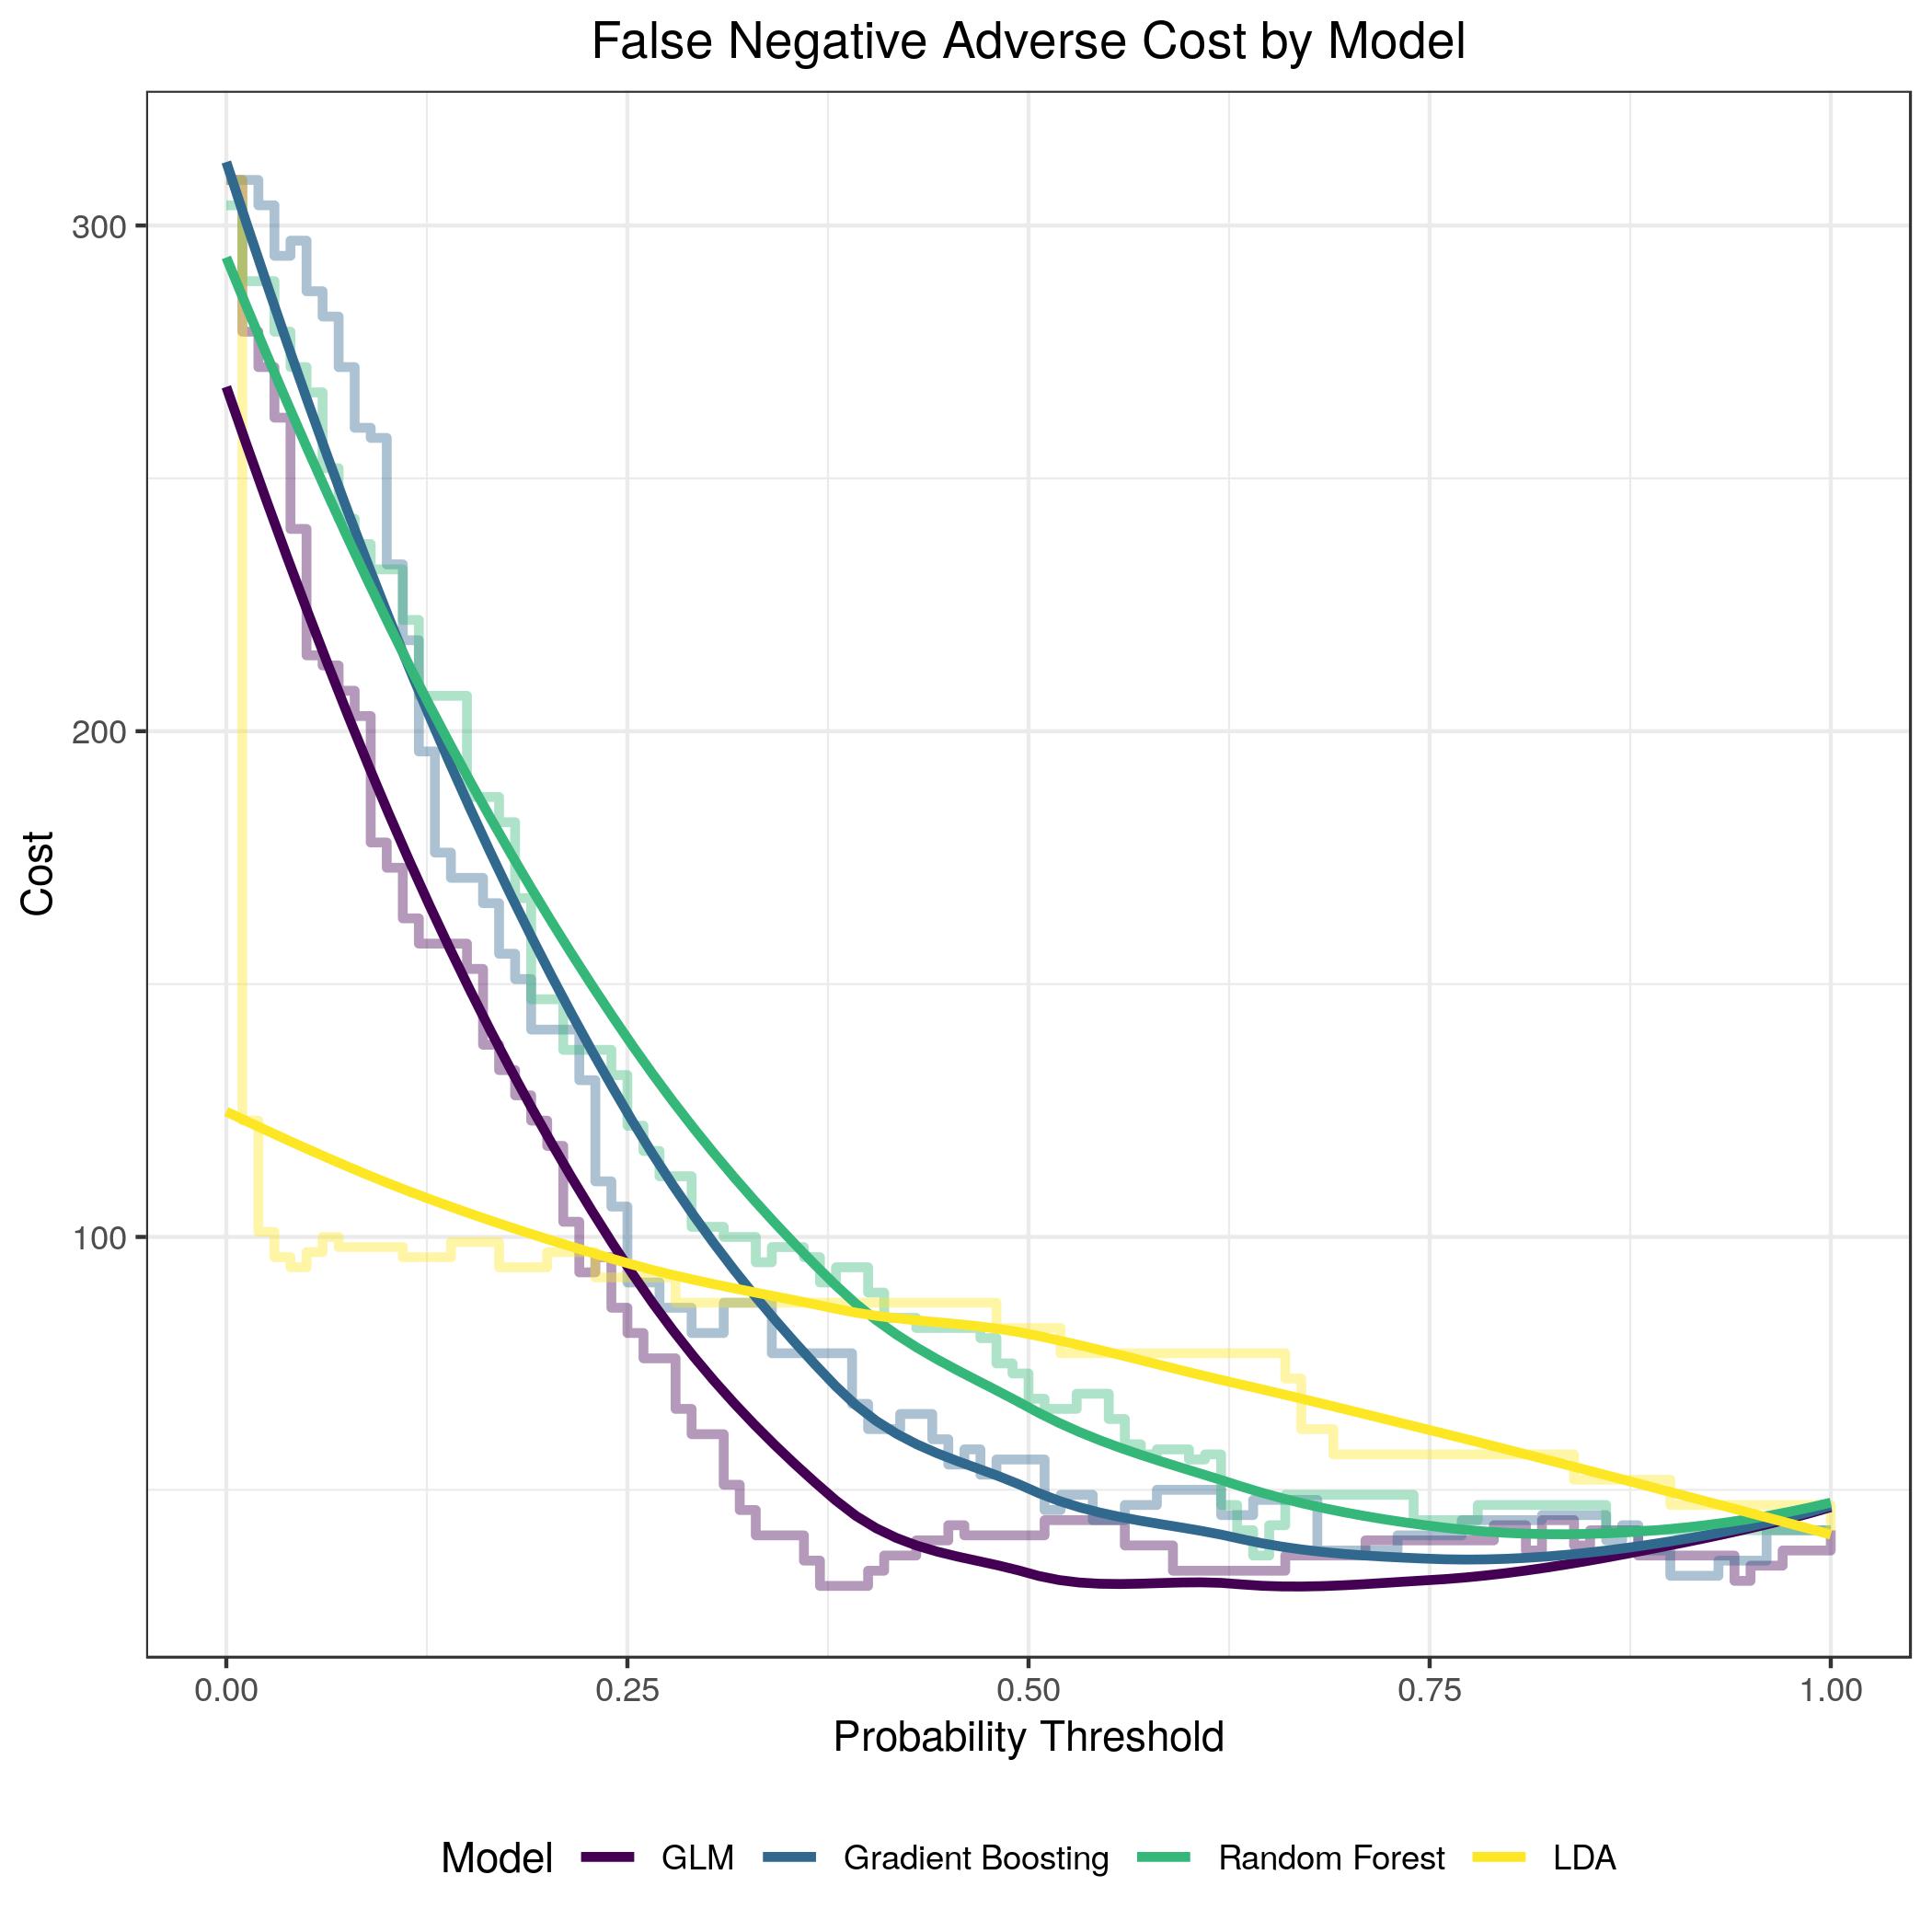 False Negative Adverse Cost by Model
300
200
100
Cost
0.00 0.25 0.50 0.75 1.00
Probability Threshold
Model GLM Gradient Boosting Random Forest LDA